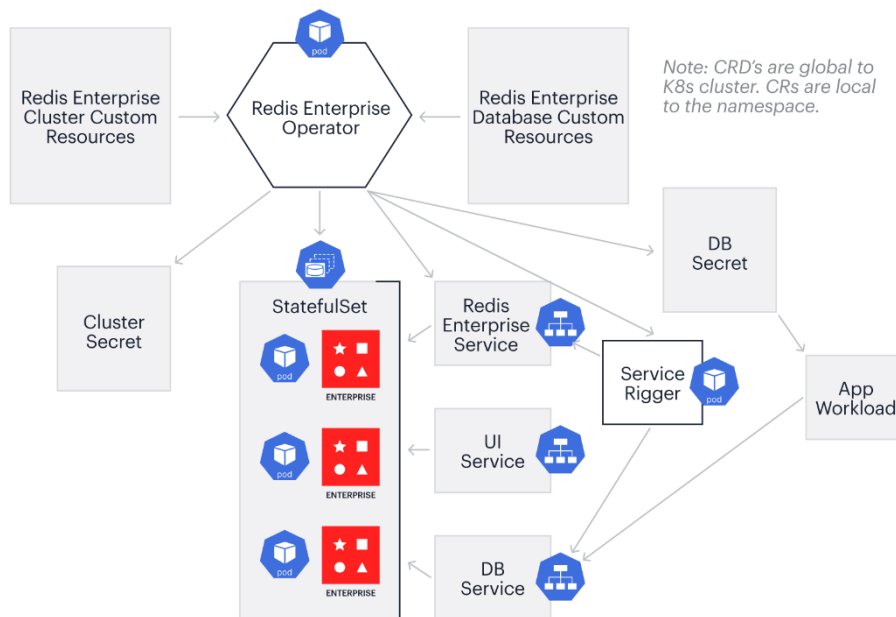 pod
Redis Enterprise
Cluster Custom
Resources
Redis Enterprise
Operator
Redis Enterprise
Database Custom
Resources
Note: CRD's are global to
K8s cluster. CRs are local
to the namespace.
Cluster
Secret
StatefulSet
pod
ENTERPRISE
pod
ENTERPRISE
pod
ENTERPRISE
Redis
Enterprise
Service
UI
Service
DB
Service
Service
Rigger
pod
DB
Secret
App
Workload